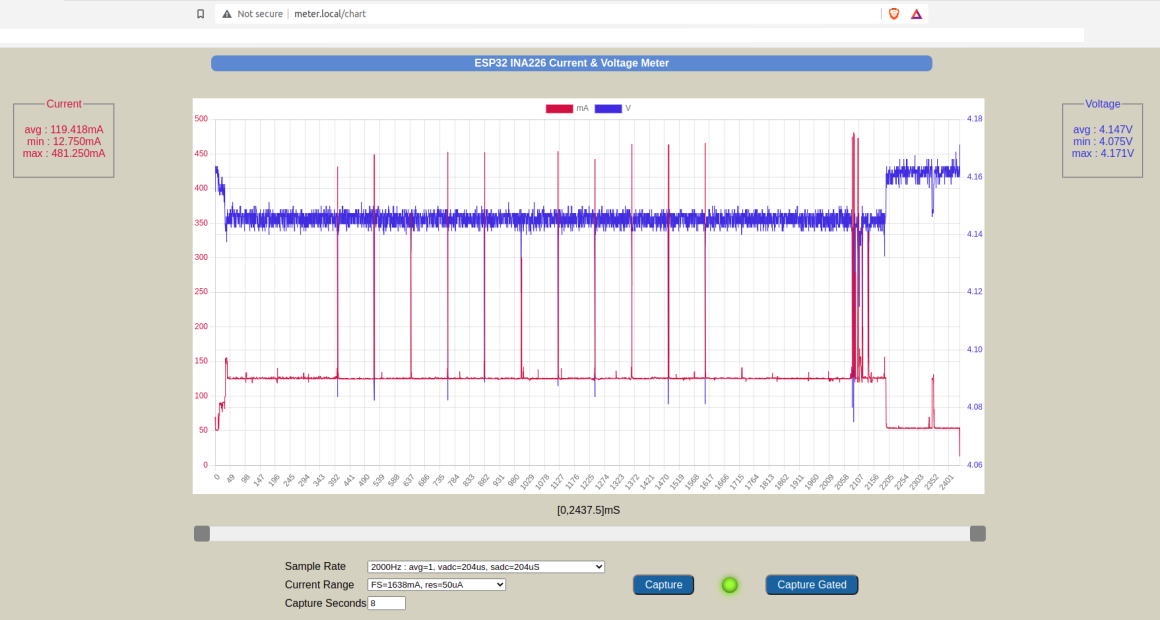 Not secure meter.local/chart
ESP32 INA226 Current & Voltage Meter
Current
avg : 119.418mA
min : 12.750mA
max : 481.250mA
mA V
500
450
400
350
300
250
200
150
100
50
0
4.18
4.16
4.14
4.12
4.10
4.08
4.06
0 49 98 147 196 245 294 343 392 441 490 539 588 637 686 735 784 833 882 931 980 1029 1078 1127 1176 1225 1274 1323 1372 1421 1470 1519 1568 1617 1666 1715 1764 1813 1862 1911 1960 2009 2058 2107 2156 2205 2254 2303 2352 2401
Voltage
avg : 4.147V
min : 4.075V
max : 4.171V
[0,2437.5]mS
Sample Rate 2000Hz : avg=1, vadc=204us, sadc=204uS
Current Range FS=1638mA, res=50uA
Capture Seconds 8
Capture Capture Gated